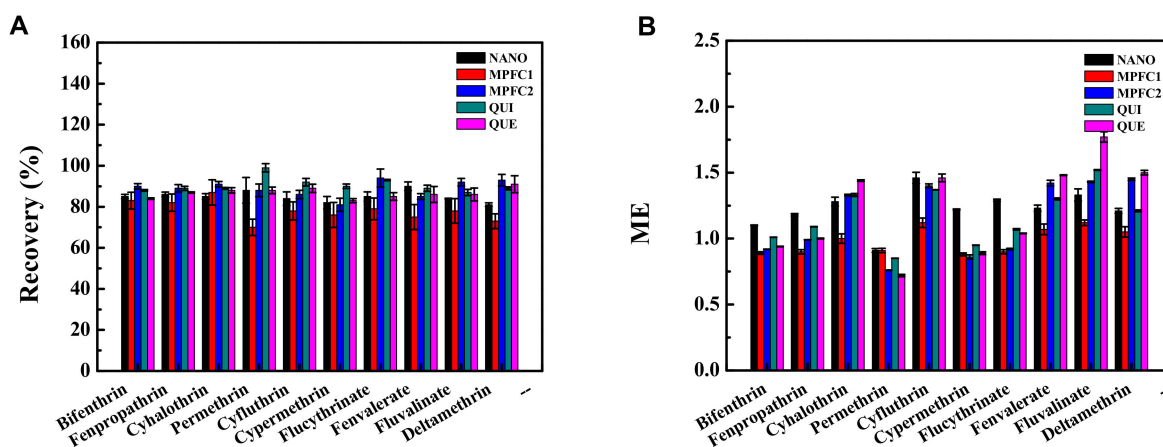 A
Recovery (%)
160
140
120
100
80
60
40
20
0
NANO
MPFC1
MPFC2
QUI
QUE
Bifenthrin
Fenpropathrin
Cyhalothrin
Permethrin
Cyfluthrin
Cypermethrin
Flucythrinate
Fenvalerate
Fluvalinate
Deltamethrin
--
B
ME
2.5
2.0
1.5
1.0
0.5
0.0
NANO
MPFC1
MPFC2
QUI
QUE
Bifenthrin
Fenpropathrin
Cyhalothrin
Permethrin
Cyfluthrin
Cypermethrin
Flucythrinate
Fenvalerate
Fluvalinate
Deltamethrin
-